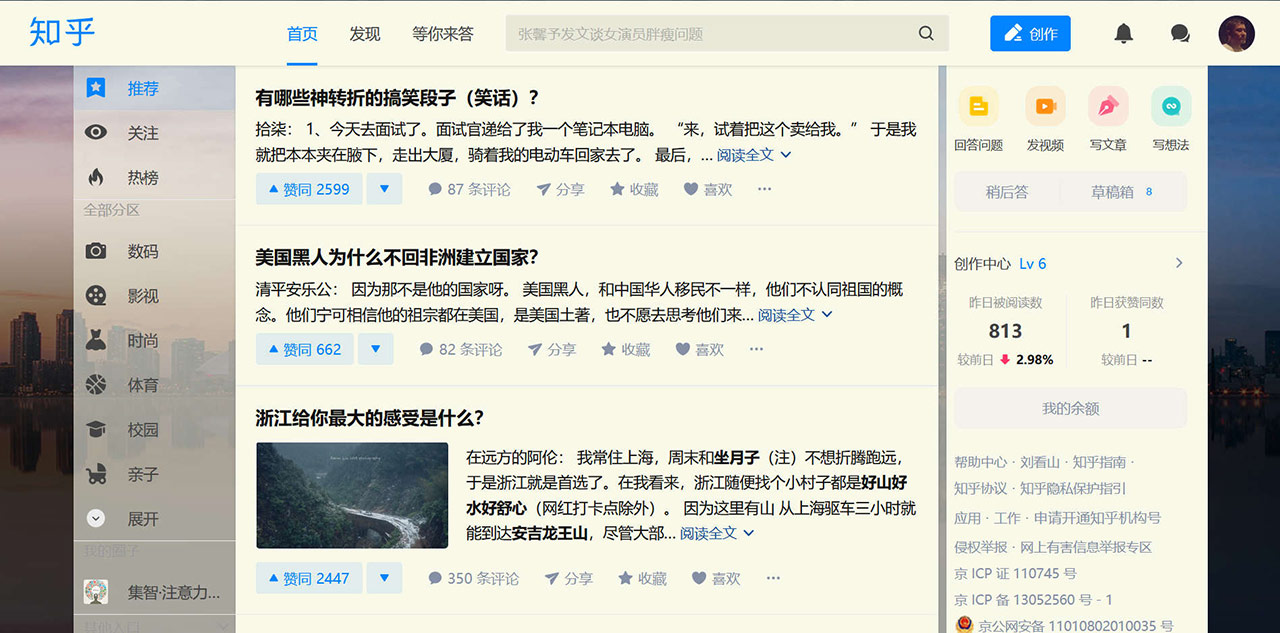 知乎
首页 发现 等你来答
张馨予发文谈女演员胖瘦问题
创作
推荐
关注
热榜
全部分区
数码
影视
时尚
体育
校园
亲子
展开
我的圈子
集智·注意力...
有哪些神转折的搞笑段子（笑话）？
拾柒： 1、今天去面试了。面试官递给了我一个笔记本电脑。 “来，试着把这个卖给我。” 于是我
就把本本夹在腋下，走出大厦，骑着我的电动车回家去了。 最后，... 阅读全文
赞同 2599 87 条评论 分享 收藏 喜欢 ···
美国黑人为什么不回非洲建立国家？
清平安乐公： 因为那不是他的国家呀。 美国黑人，和中国华人移民不一样，他们不认同祖国的概
念。他们宁可相信他的祖宗都在美国，是美国土著，也不愿去思考他们来... 阅读全文
赞同 662 82 条评论 分享 收藏 喜欢 ···
浙江给你最大的感受是什么？
在远方的阿伦： 我常住上海，周末和坐月子（注）不想折腾跑远，
于是浙江就是首选了。在我看来，浙江随便找个小村子都是好山好
水好舒心（网红打卡点除外）。 因为这里有山 从上海驱车三小时就
能到达安吉龙王山，尽管大部... 阅读全文
赞同 2447 350 条评论 分享 收藏 喜欢 ···
回答问题 发视频 写文章 写想法
稍后答 草稿箱 8
创作中心 Lv 6
昨日被阅读数 昨日获赞同数
813 1
较前日 2.98% 较前日 --
我的余额
帮助中心 · 刘看山 · 知乎指南 ·
知乎协议 · 知乎隐私保护指引
应用 · 工作 · 申请开通知乎机构号
侵权举报 · 网上有害信息举报专区
京 ICP 证 110745 号
京 ICP 备 13052560 号 - 1
京公网安备 11010802010035 号